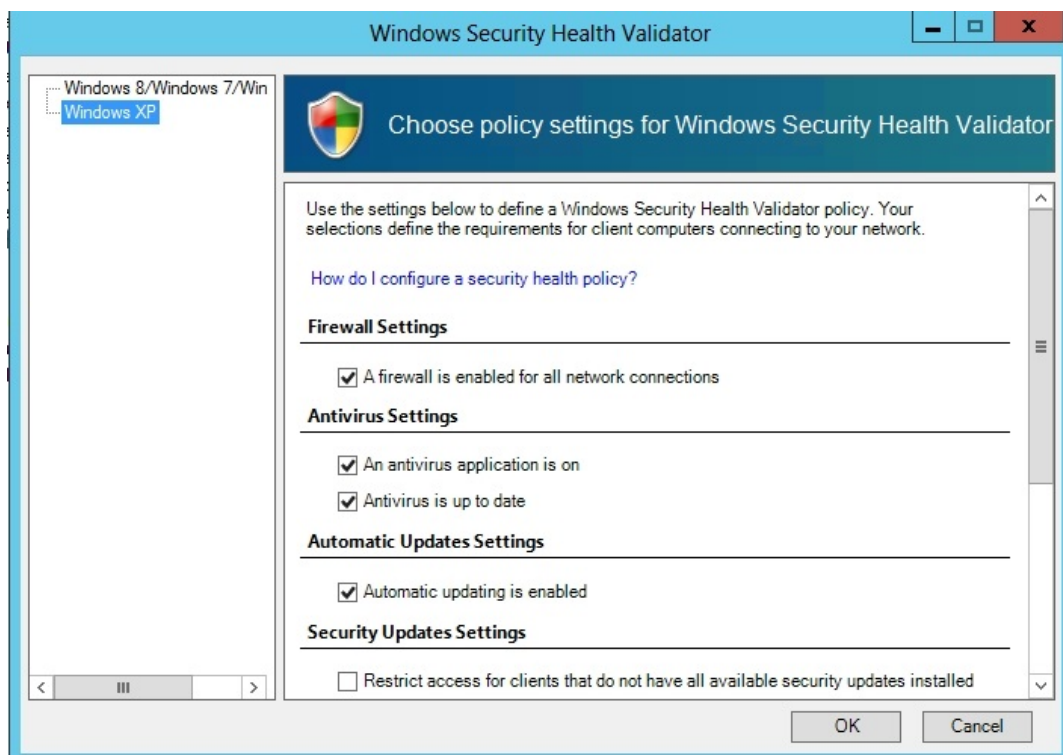 Windows Security Health Validator
Windows 8/Windows 7/Win
Windows XP
Choose policy settings for Windows Security Health Validator
Use the settings below to define a Windows Security Health Validator policy. Your
selections define the requirements for client computers connecting to your network.
How do I configure a security health policy?
Firewall Settings
A firewall is enabled for all network connections
Antivirus Settings
An antivirus application is on
Antivirus is up to date
Automatic Updates Settings
Automatic updating is enabled
Security Updates Settings
Restrict access for clients that do not have all available security updates installed
OK
Cancel